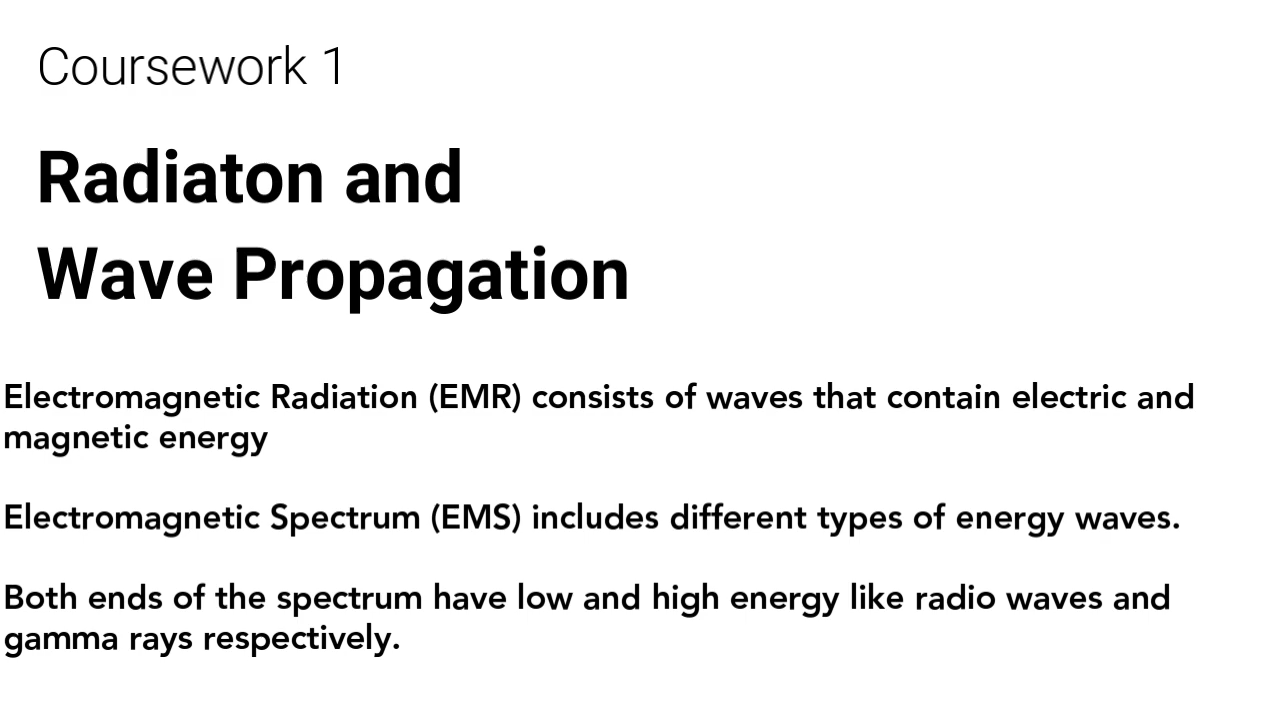 Coursework 1
Radiaton and
Wave Propagation
Electromagnetic Radiation (EMR) consists of waves that contain electric and
magnetic energy
Electromagnetic Spectrum (EMS) includes different types of energy waves.
Both ends of the spectrum have low and high energy like radio waves and
gamma rays respectively.